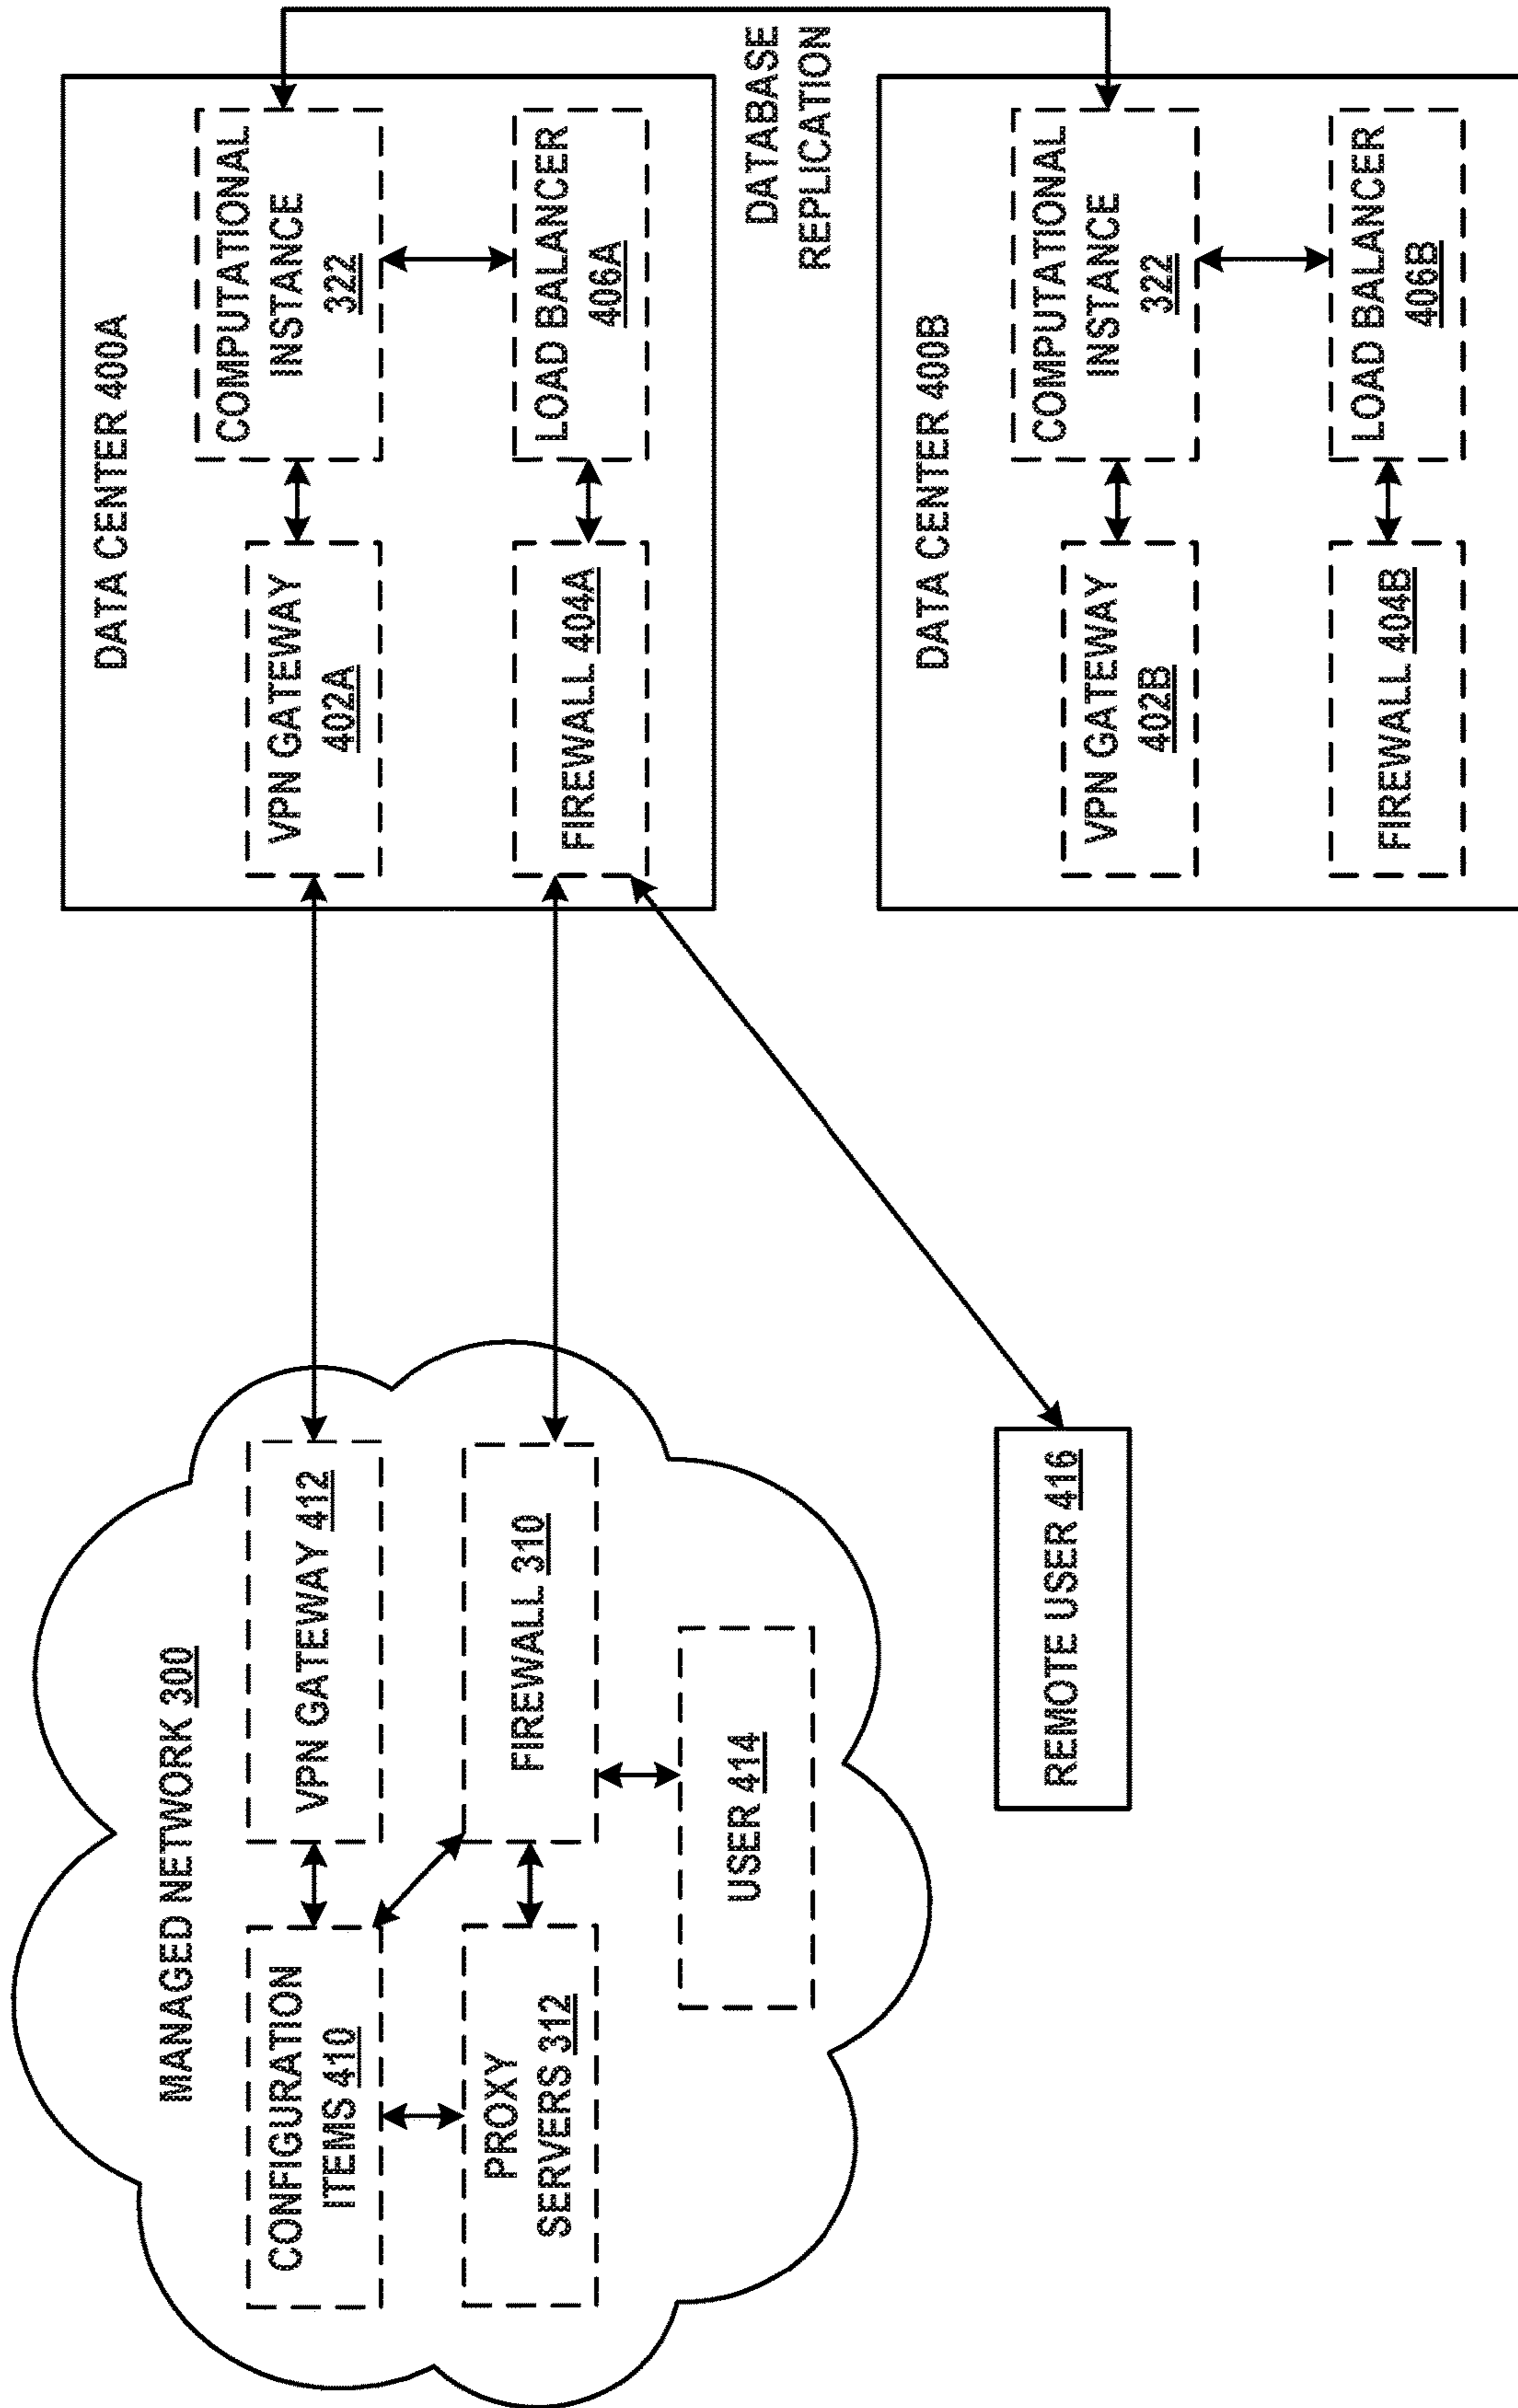 MANAGED NETWORK 300
CONFIGURATION
ITEMS 410
VPN GATEWAY 412
PROXY
SERVERS 312
FIREWALL 310
USER 414
REMOTE USER 416
DATA CENTER 400A
VPN GATEWAY
402A
COMPUTATIONAL
INSTANCE
322
FIREWALL 404A
LOAD BALANCER
406A
DATABASE
REPLICATION
DATA CENTER 400B
VPN GATEWAY
402B
COMPUTATIONAL
INSTANCE
322
FIREWALL 404B
LOAD BALANCER
406B